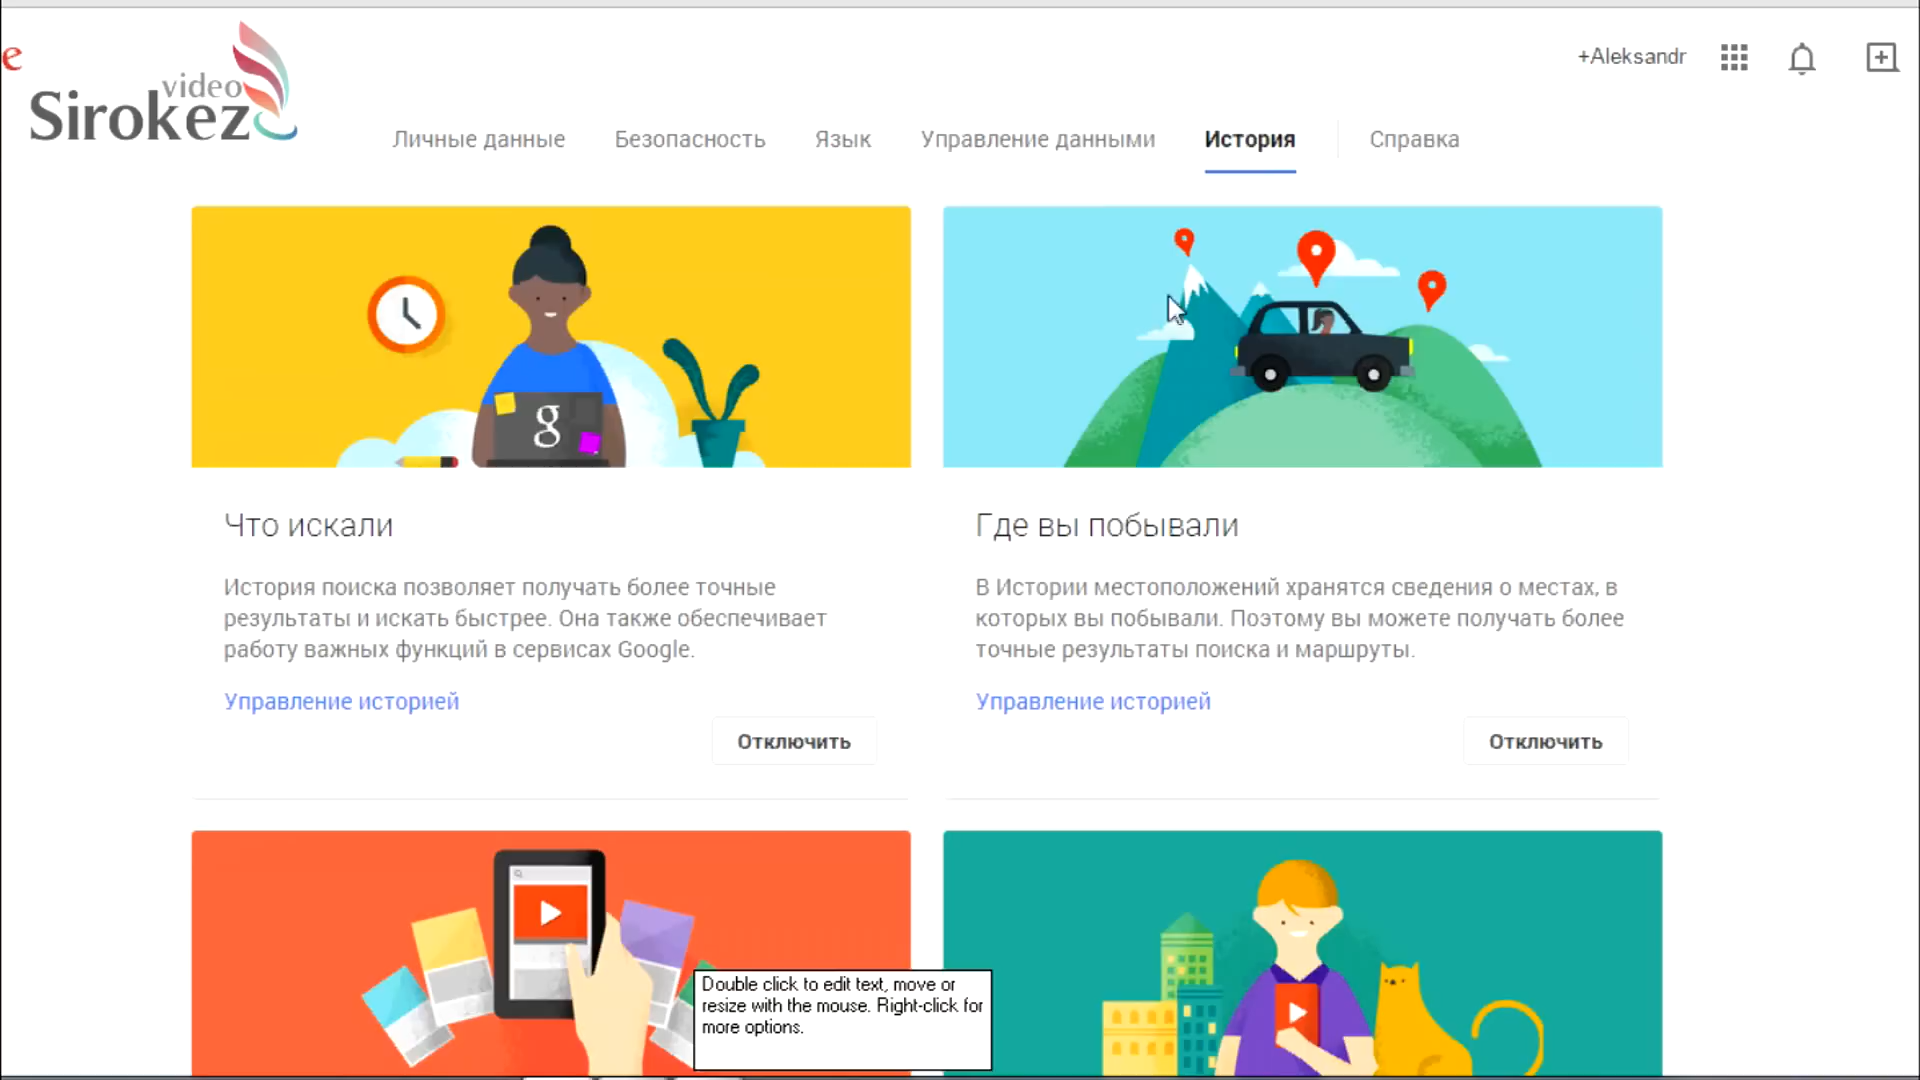 e
video
Sirokez
+Aleksandr
Личные данные
Безопасность
Язык
Управление данными
История
Справка
g
Что искали
История поиска позволяет получать более точные
результаты и искать быстрее. Она также обеспечивает
работу важных функций в сервисах Google.
Управление историей
Отключить
Где вы побывали
В Истории местоположений хранятся сведения о местах, в
которых вы побывали. Поэтому вы можете получать более
точные результаты поиска и маршруты.
Управление историей
Отключить
Double click to edit text, move or
resize with the mouse. Right-click for
more options.